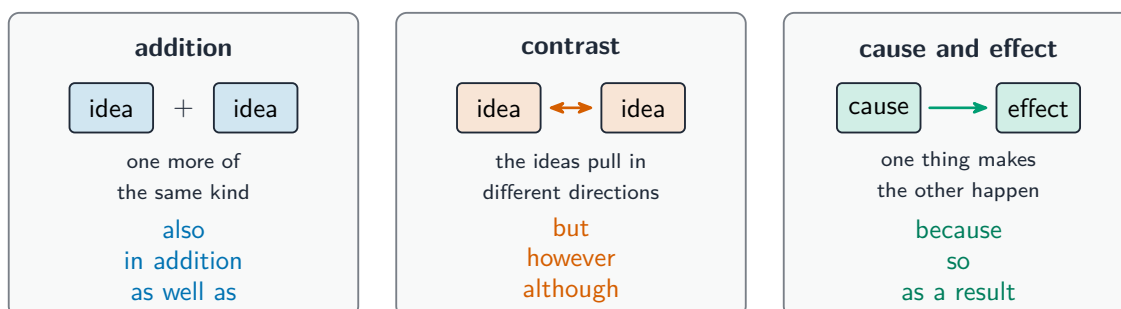 addition
idea + idea
one more of
the same kind
also
in addition
as well as
contrast
idea idea
the ideas pull in
different directions
but
however
although
cause and effect
cause effect
one thing makes
the other happen
because
so
as a result